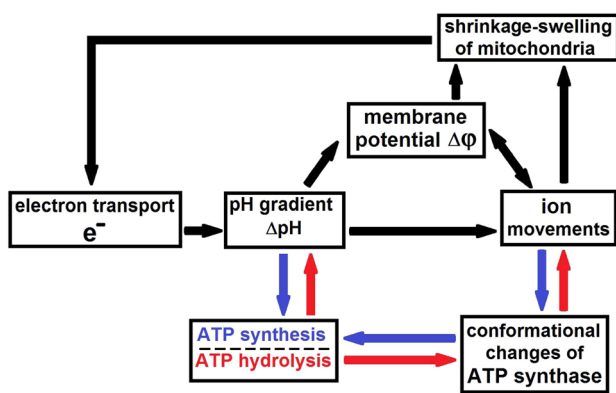 shrinkage-swelling
of mitochondria
membrane
potential Δφ
electron transport
e⁻
pH gradient
ΔpH
ion
movements
ATP synthesis
ATP hydrolysis
conformational
changes of
ATP synthase